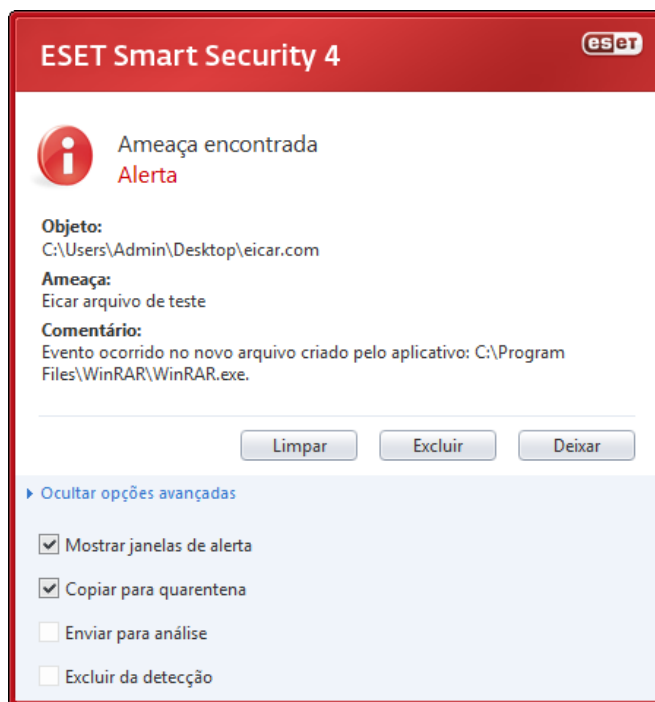 ESET Smart Security 4
eseT
Ameaça encontrada
Alerta
Objeto:
C:\Users\Admin\Desktop\eicar.com
Ameaça:
Eicar arquivo de teste
Comentário:
Evento ocorrido no novo arquivo criado pelo aplicativo: C:\Program
Files\WinRAR\WinRAR.exe.
Limpar
Excluir
Deixar
Ocultar opções avançadas
Mostrar janelas de alerta
Copiar para quarentena
Enviar para análise
Excluir da detecção